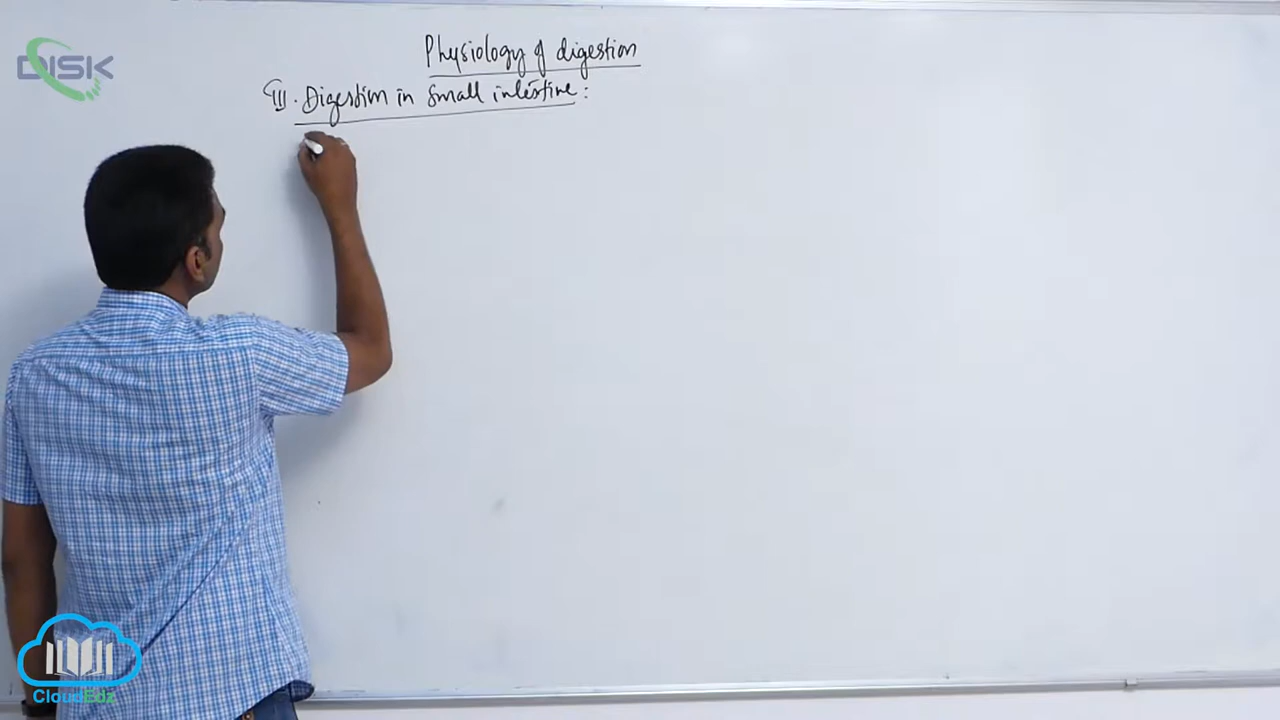 DISK
Physiology of digestion
III. Digestion in Small intestine :
CloudEdz